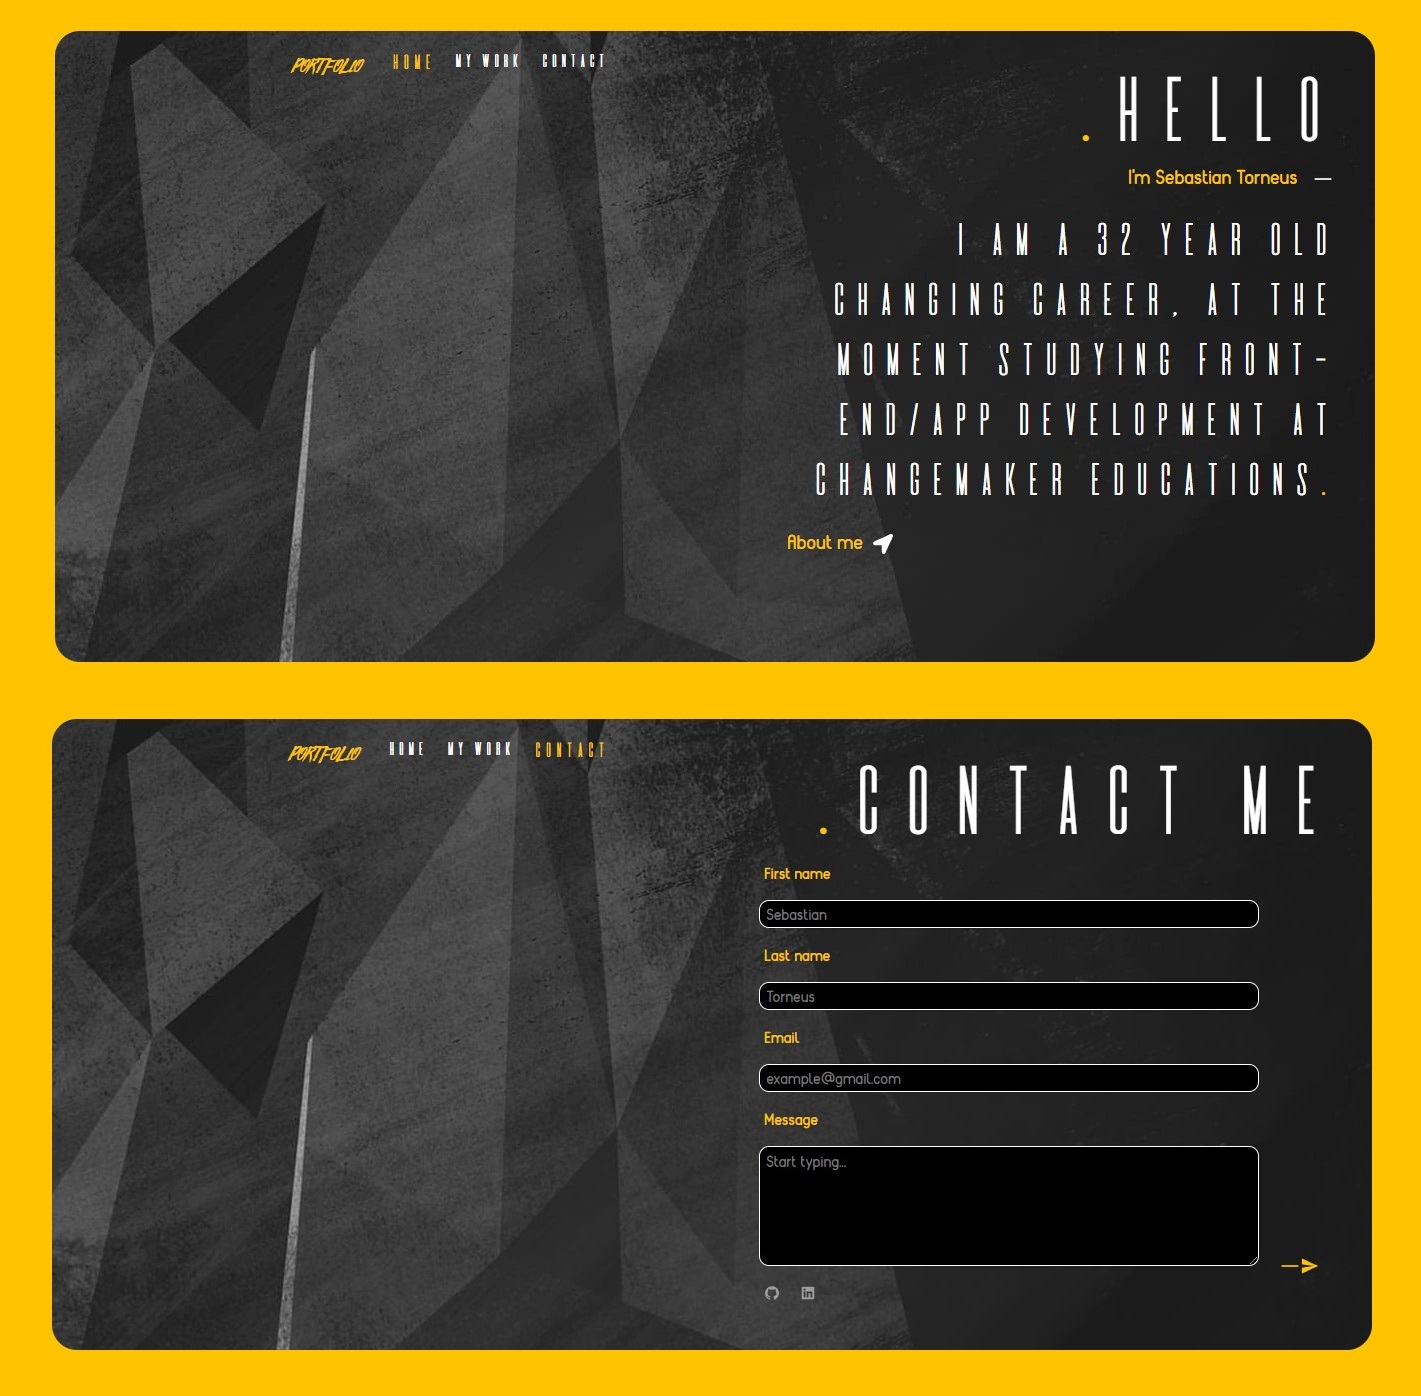 PORTFOLIO HOME MY WORK CONTACT
.HELLO
I'm Sebastian Torneus —
I AM A 32 YEAR OLD
CHANGING CAREER, AT THE
MOMENT STUDYING FRONT-
END/APP DEVELOPMENT AT
CHANGEMAKER EDUCATIONS.
About me
PORTFOLIO HOME MY WORK CONTACT
.CONTACT ME
First name
Sebastian
Last name
Torneus
Email
example@gmail.com
Message
Start typing...